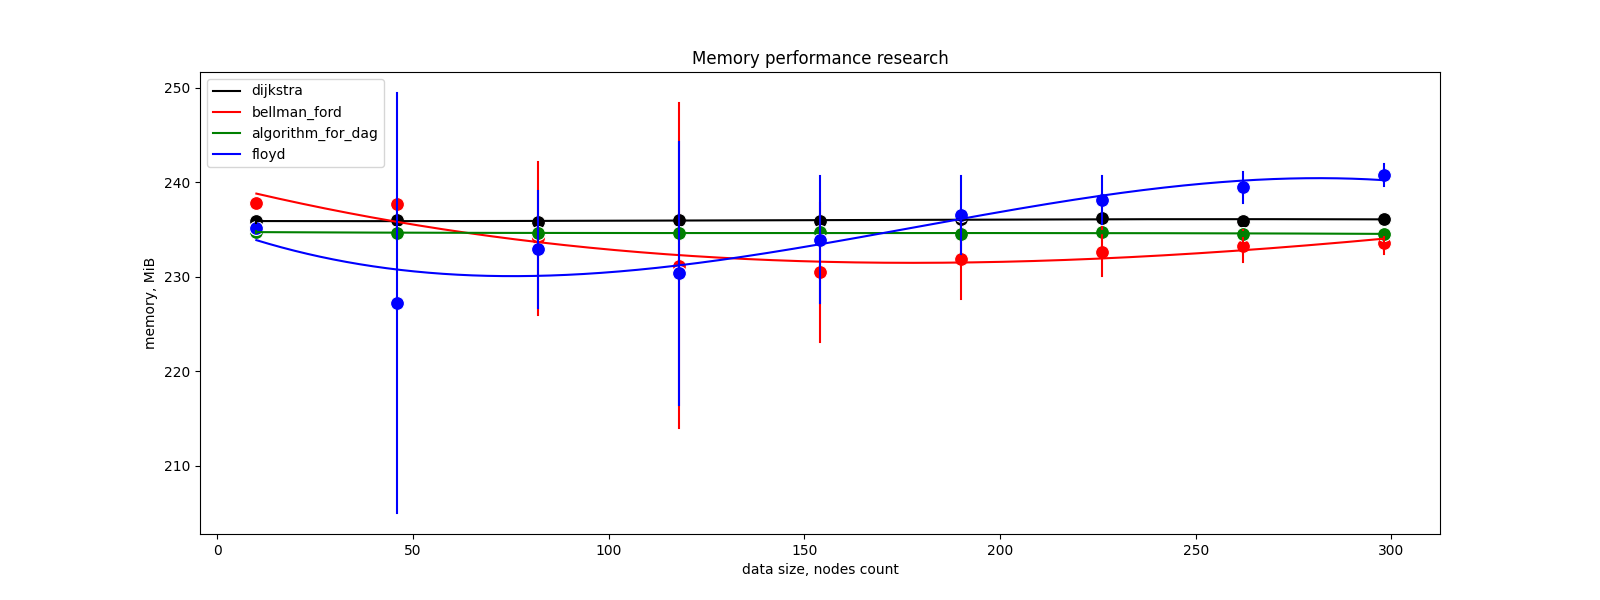 Memory performance research
dijkstra
bellman_ford
algorithm_for_dag
floyd
250
240
230
220
210
memory, MiB
0 50 100 150 200 250 300
data size, nodes count